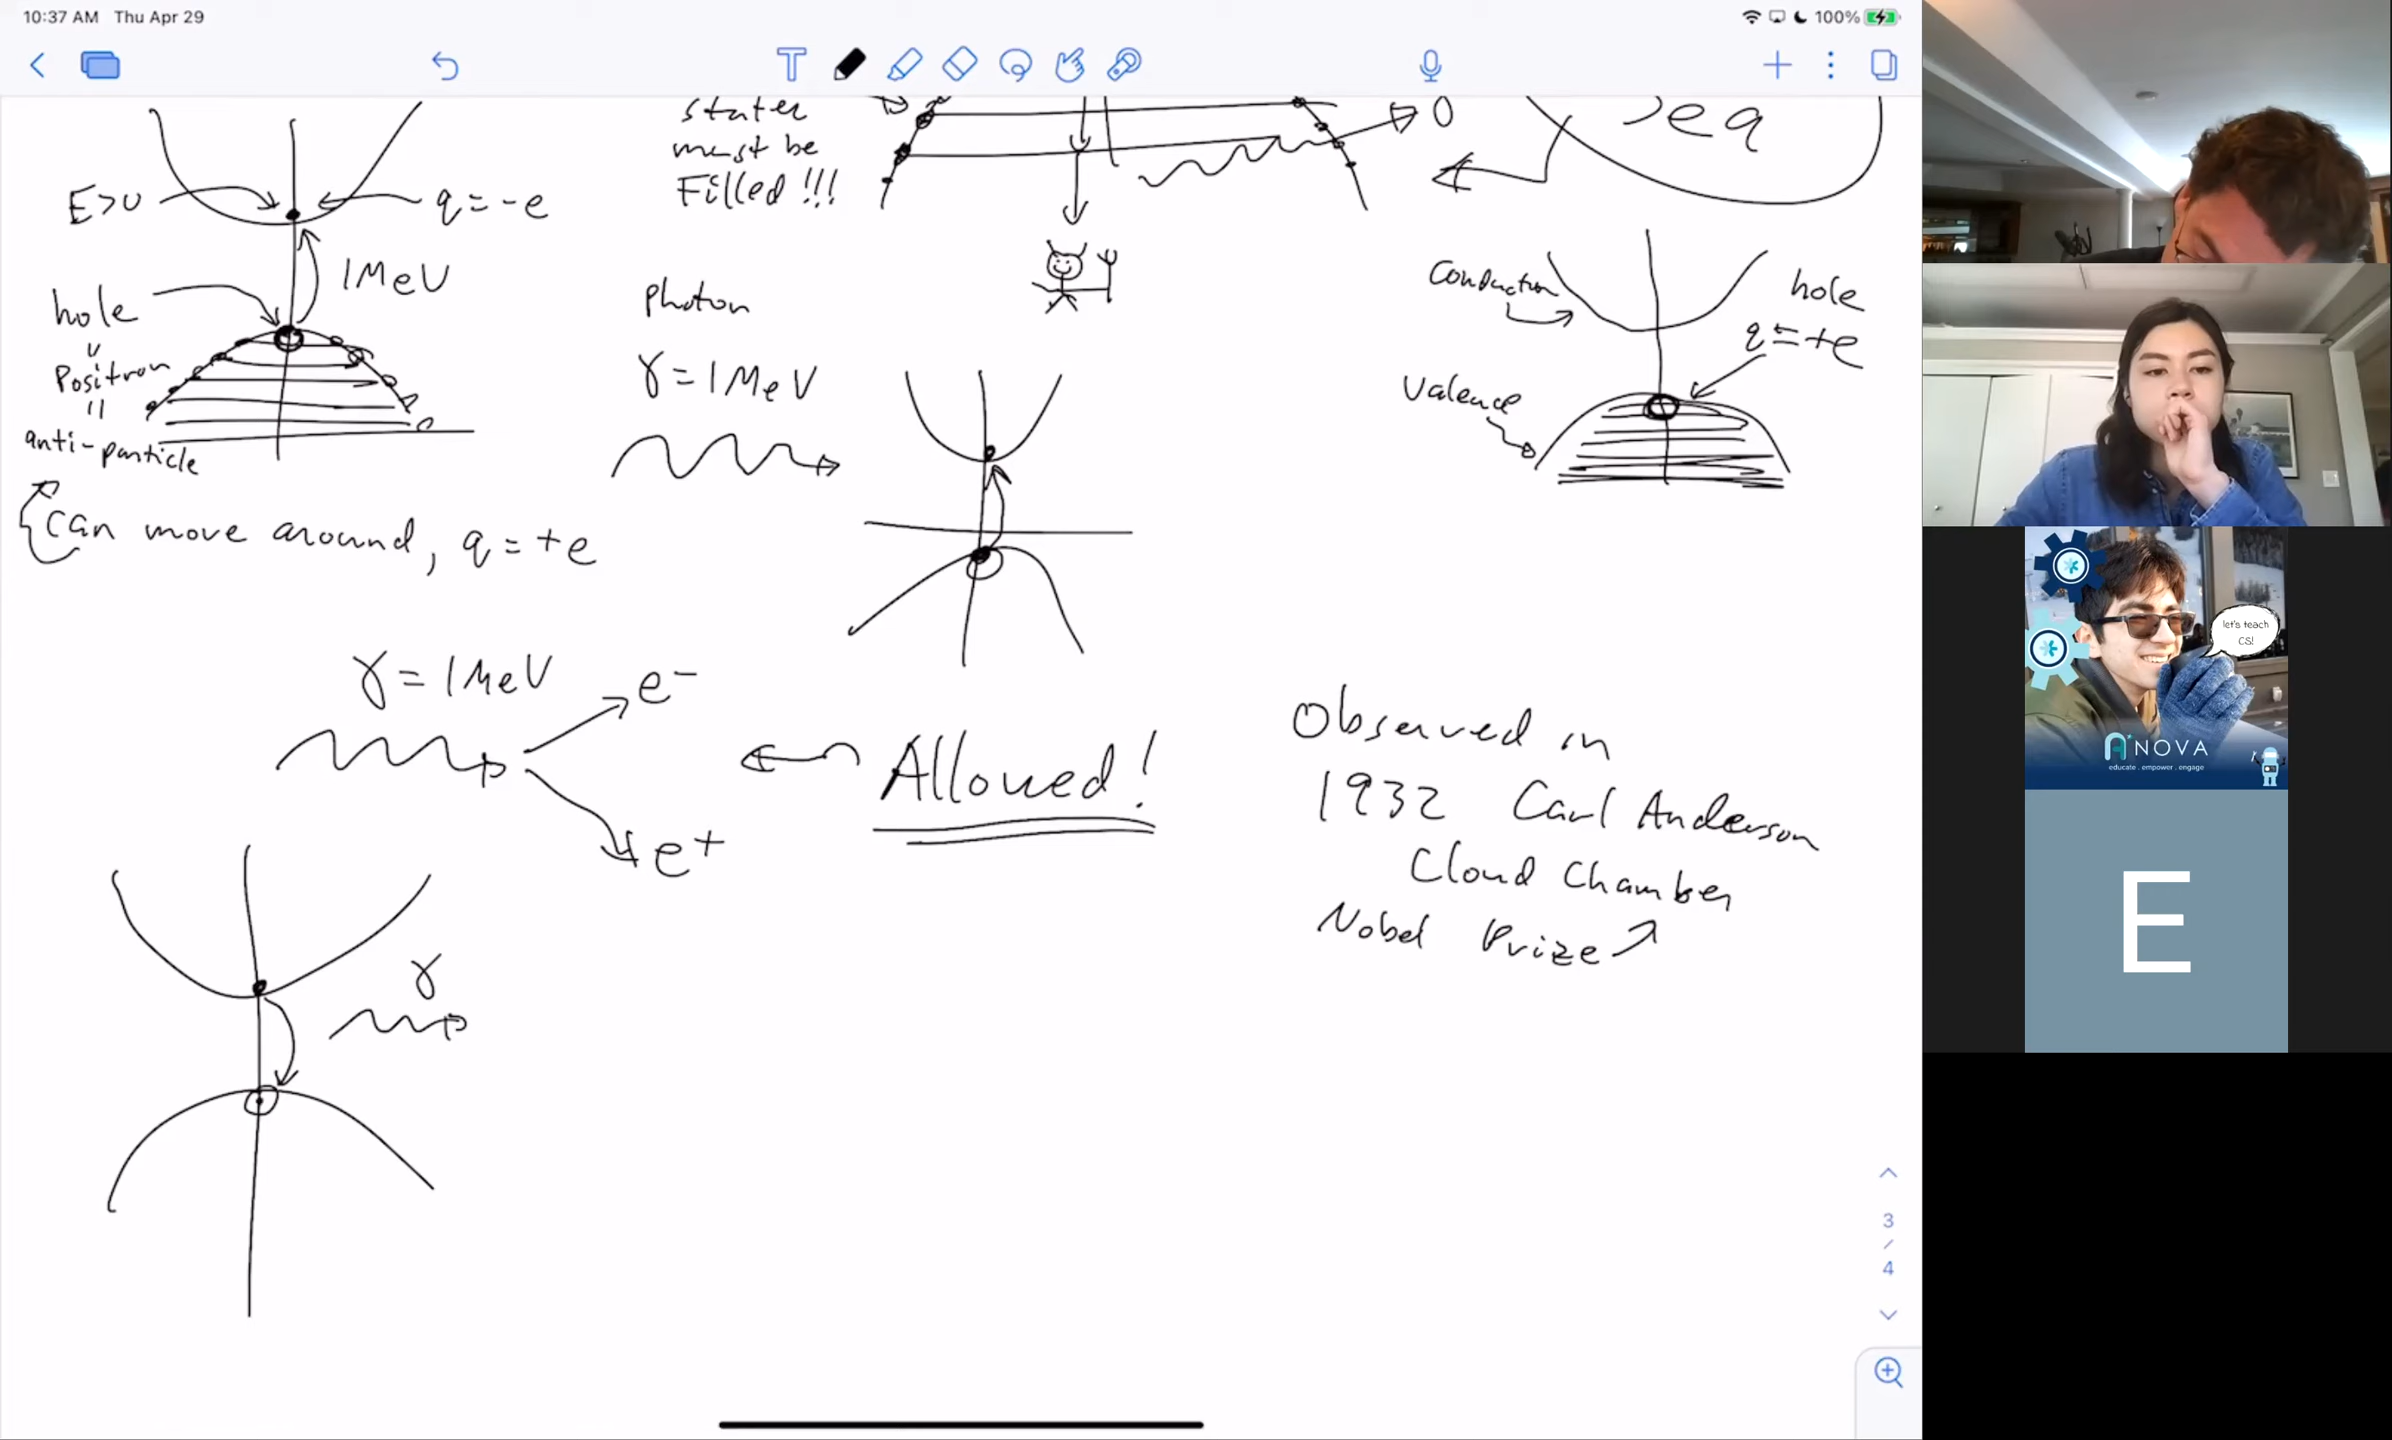 10:37 AM Thu Apr 29
100%
states
must be
Filled!!!
0
eq
E>0
q=-e
1MeV
hole
Positron
anti-particle
Can move around, q=+e
Photon
γ=1MeV
Conduction
Valence
hole
q=+e
γ=1MeV
e-
e+
Allowed!
Observed in
1932 Carl Anderson
Cloud Chamber
Nobel Prize
γ
let's teach
CS!
NOVA
educate . empower . engage
E
3
/
4